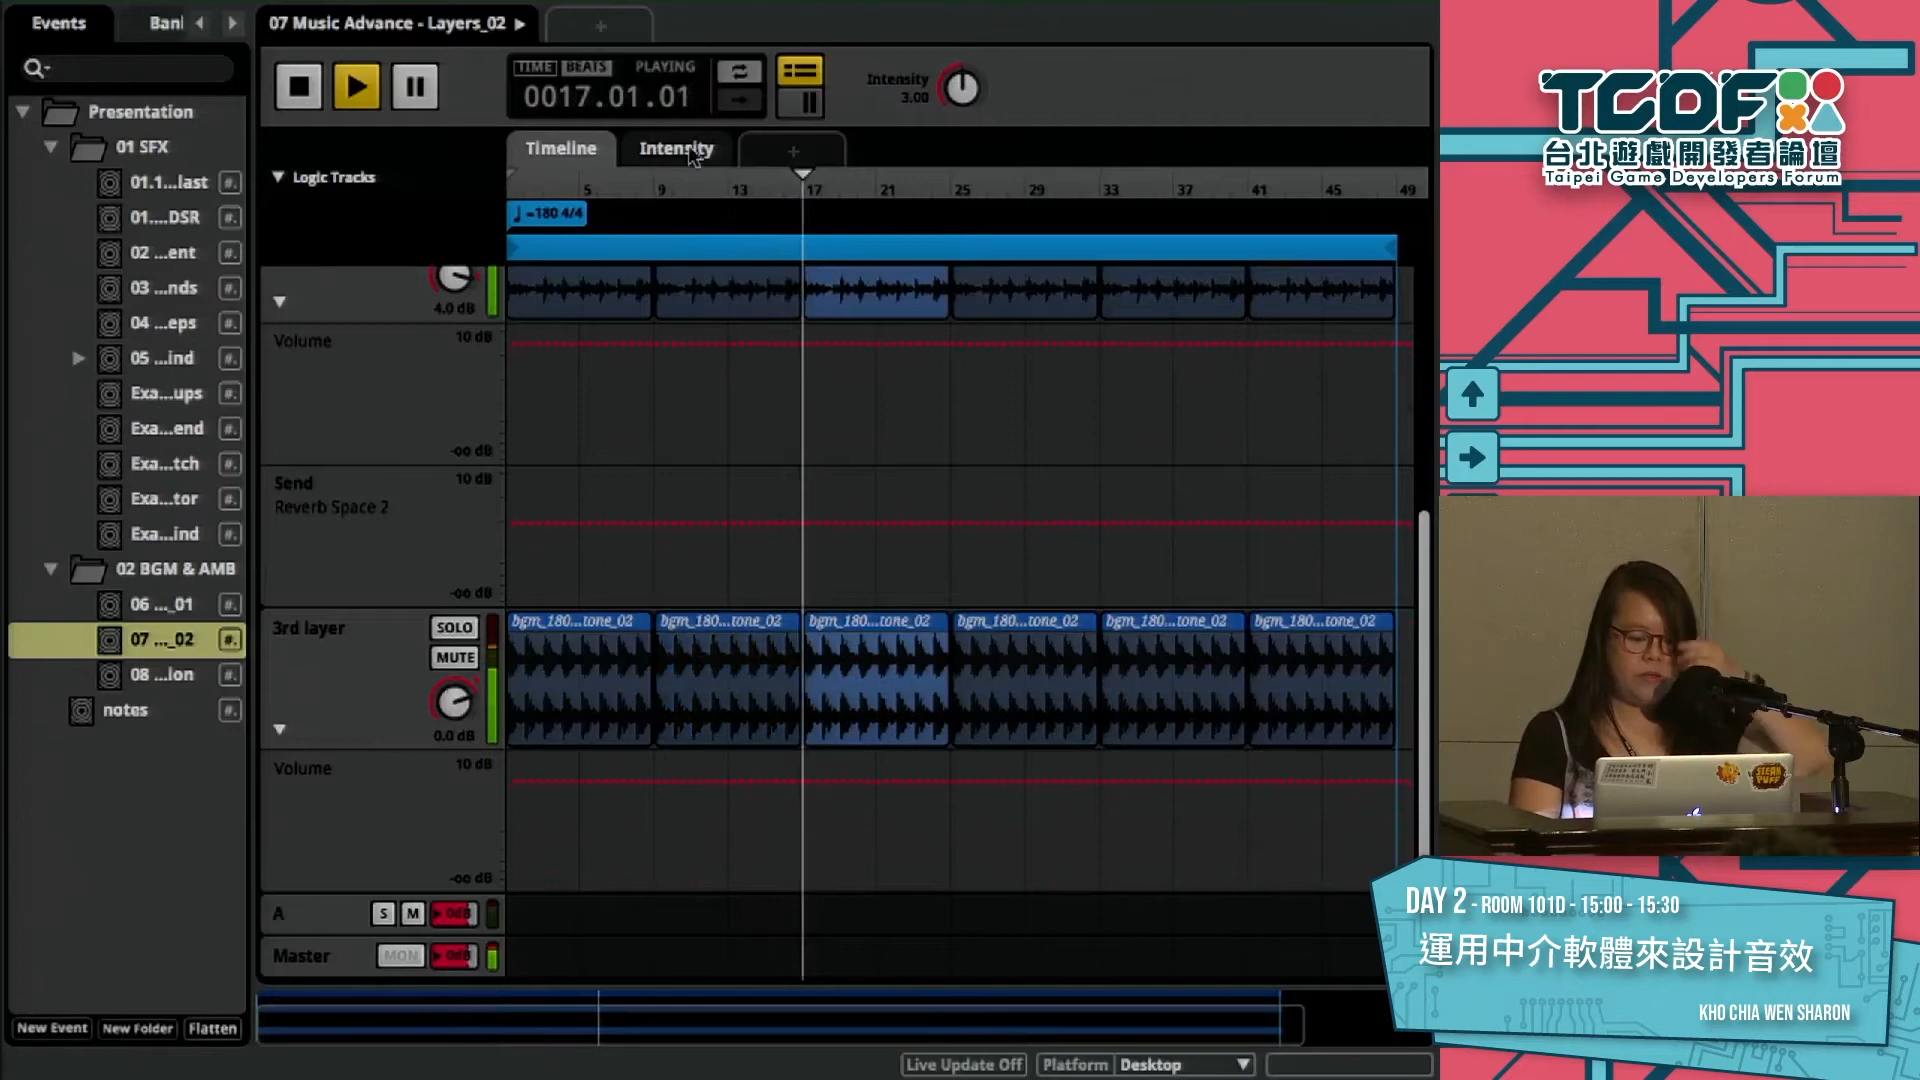 Events
Banl
07 Music Advance - Layers_02
TIME BEATS PLAYING
0017.01.01
Intensity
3.00
Timeline
Intensity
Logic Tracks
5 9 13 17 21 25 29 33 37 41 45 49
=180 4/4
Presentation
01 SFX
01.1...last
01....DSR
02 ...ent
03 ...nds
04 ...eps
05 ...ind
Exa...ups
Exa...end
Exa...tch
Exa...tor
Exa...ind
02 BGM & AMB
06 ..._01
07 ..._02
08 ...ion
notes
4.0 dB
Volume
10 dB
-oo dB
Send
Reverb Space 2
10 dB
-oo dB
3rd layer
SOLO
MUTE
0.0 dB
bgm_180...tone_02
bgm_180...tone_02
bgm_180...tone_02
bgm_180...tone_02
bgm_180...tone_02
bgm_180...tone_02
Volume
10 dB
-oo dB
A
S
M
0dB
Master
MON
0dB
New Event
New Folder
Flatten
Live Update Off
Platform
Desktop
TGDF
台北遊戲開發者論壇
Taipei Game Developers Forum
STEAM PUFF
DAY 2 - ROOM 101D - 15:00 - 15:30
運用中介軟體來設計音效
KHO CHIA WEN SHARON